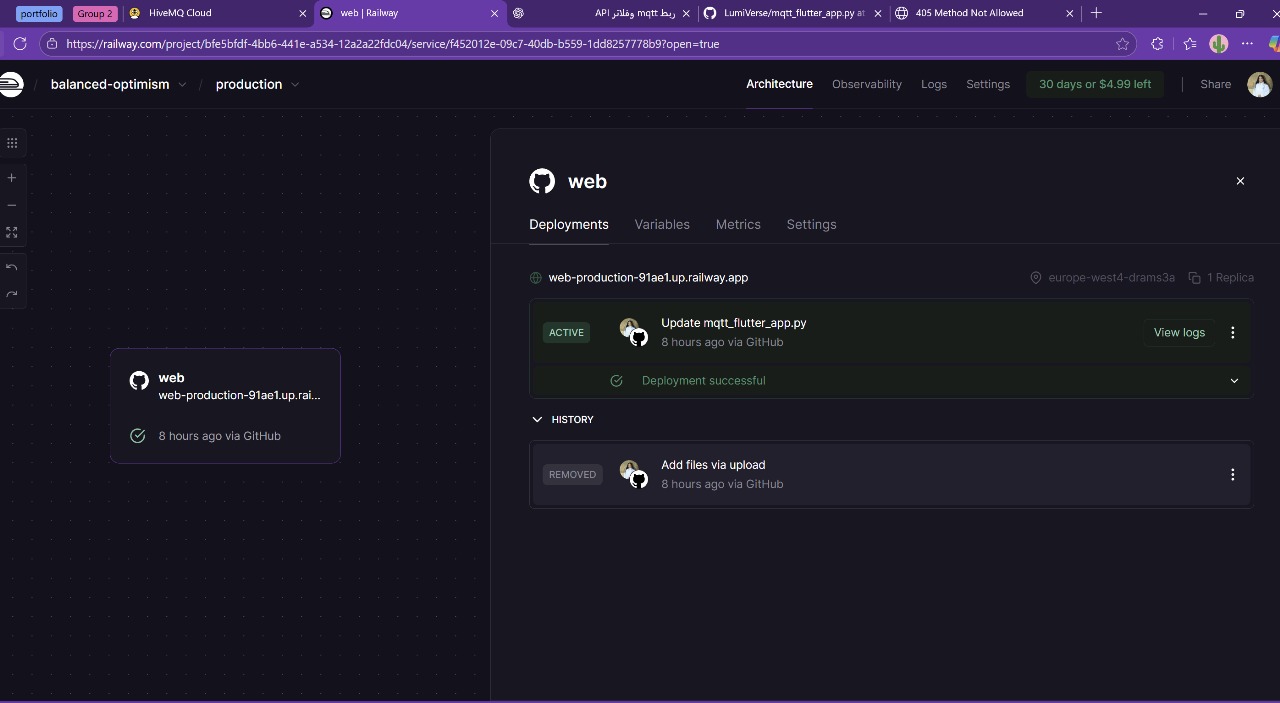 portfolio
Group 2
HiveMQ Cloud
web | Railway
ربط mqtt وفلاتر API
LumiVerse/mqtt_flutter_app.py at
405 Method Not Allowed
https://railway.com/project/bfe5bfdf-4bb6-441e-a534-12a2a22fdc04/service/f452012e-09c7-40db-b559-1dd8257778b9?open=true
/ balanced-optimism / production
Architecture
Observability
Logs
Settings
30 days or $4.99 left
Share
web
Deployments
Variables
Metrics
Settings
web-production-91ae1.up.railway.app
europe-west4-drams3a
1 Replica
ACTIVE
Update mqtt_flutter_app.py
8 hours ago via GitHub
View logs
Deployment successful
HISTORY
REMOVED
Add files via upload
8 hours ago via GitHub
web
web-production-91ae1.up.rai...
8 hours ago via GitHub